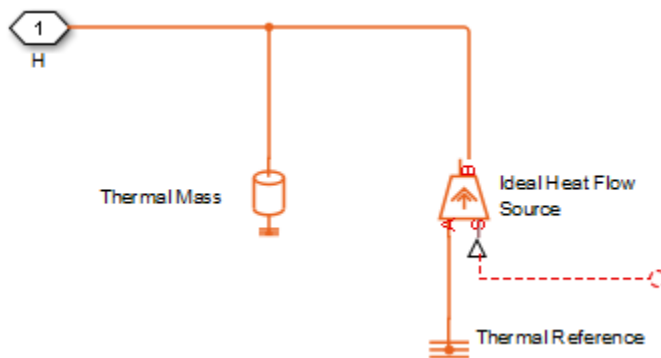 1
H
Thermal Mass
B
Ideal Heat Flow
Source
A
S
Thermal Reference